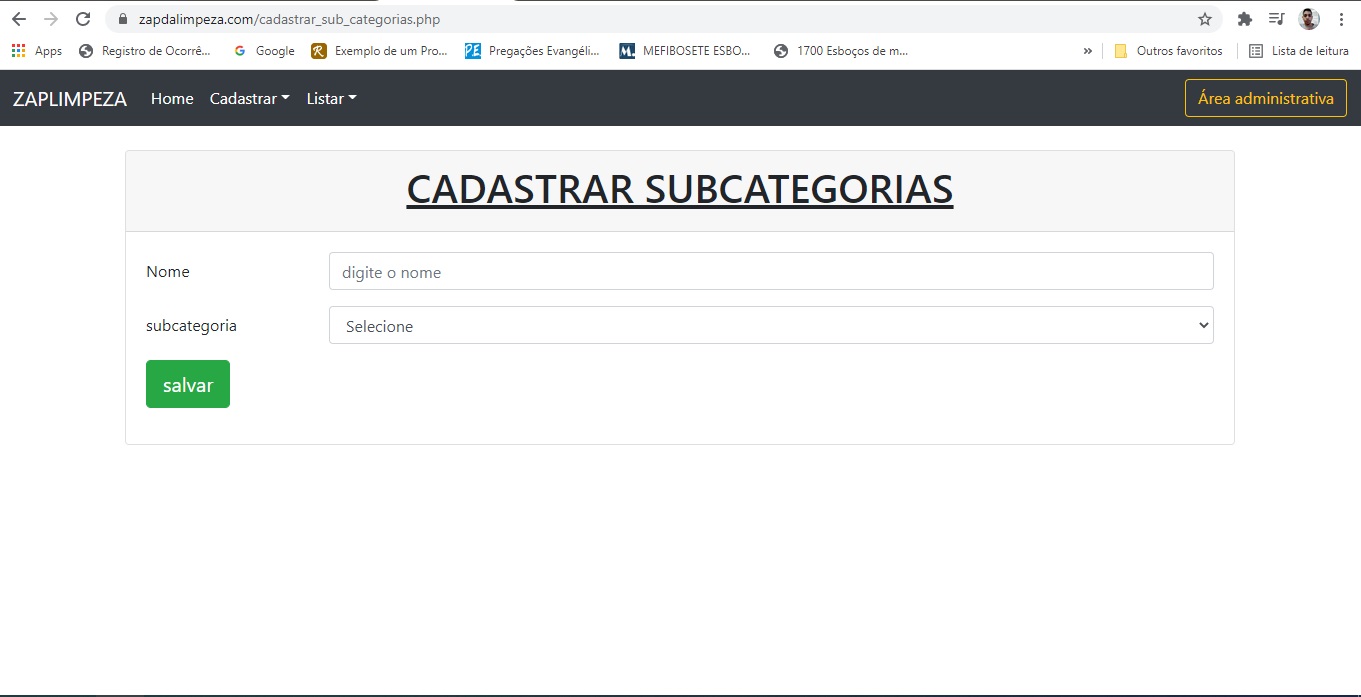 zapdalimpeza.com/cadastrar_sub_categorias.php
Apps Registro de Ocorrê... Google Exemplo de um Pro... Pregações Evangéli... MEFIBOSETE ESBO... 1700 Esboços de m... » Outros favoritos Lista de leitura
ZAPLIMPEZA Home Cadastrar Listar Área administrativa
CADASTRAR SUBCATEGORIAS
Nome digite o nome
subcategoria Selecione
salvar